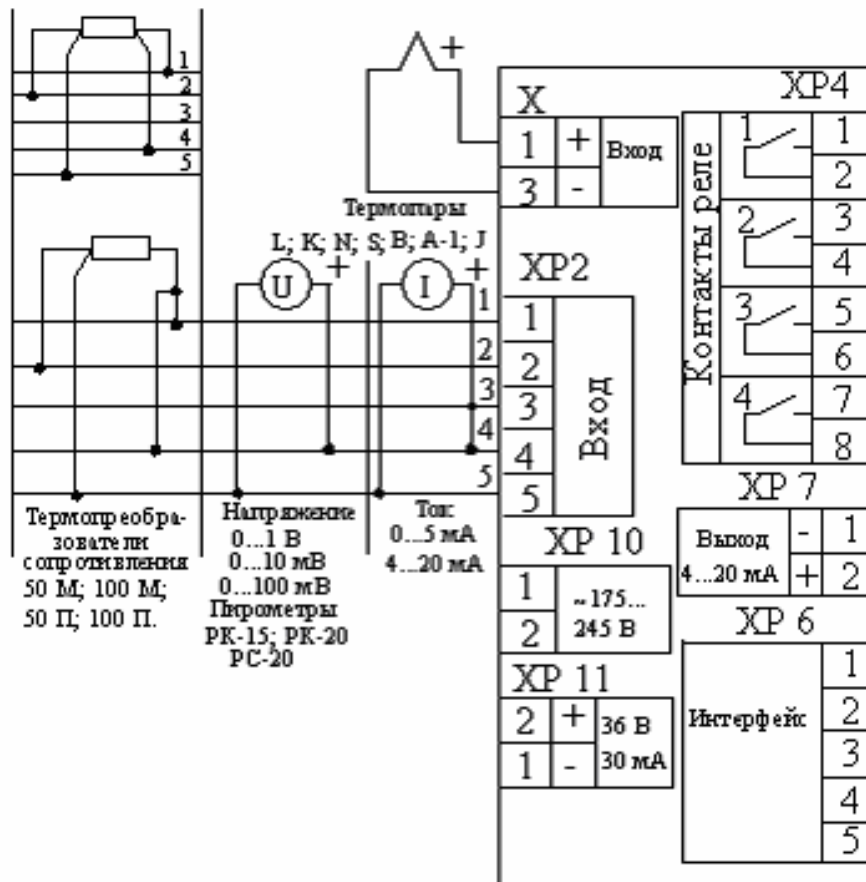 1
2
3
4
5
+
Термопары
L; K; N; S; B; A-1; J
U
+
I
+
1
2
3
4
5
Термопреобра-
зователи
сопротивления
50 М; 100 М;
50 П; 100 П.
Напряжение
0...1 В
0...10 мВ
0...100 мВ
Пирометры
РК-15; РК-20
РС-20
Ток
0...5 мА
4...20 мА
X
1 + Вход
3 -
XP2
1
2
3
4
5
Вход
XP 10
1 ~175...
2 245 В
XP 11
2 + 36 В
1 - 30 мА
XP4
Контакты реле
1 1
2
2 3
4
3 5
6
4 7
8
XP 7
Выход - 1
4...20 мА + 2
XP 6
Интерфейс
1
2
3
4
5